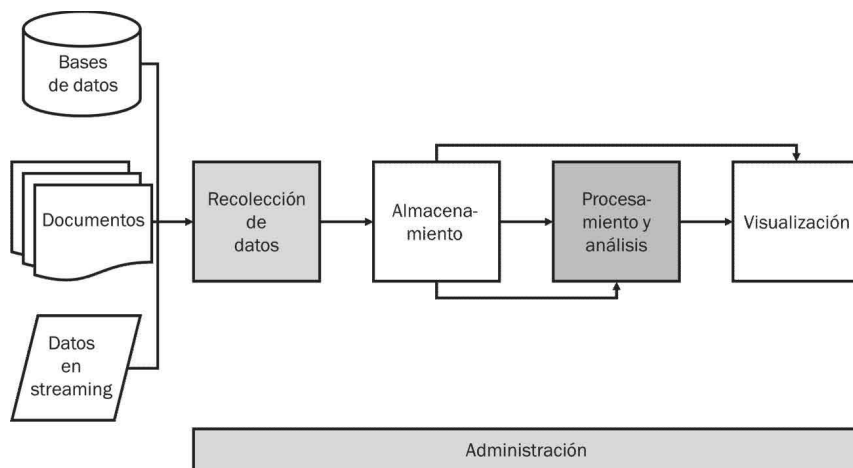 Bases
de datos
Documentos
Datos
en
streaming
Recolección
de
datos
Almacena-
miento
Procesa-
miento y
análisis
Visualización
Administración